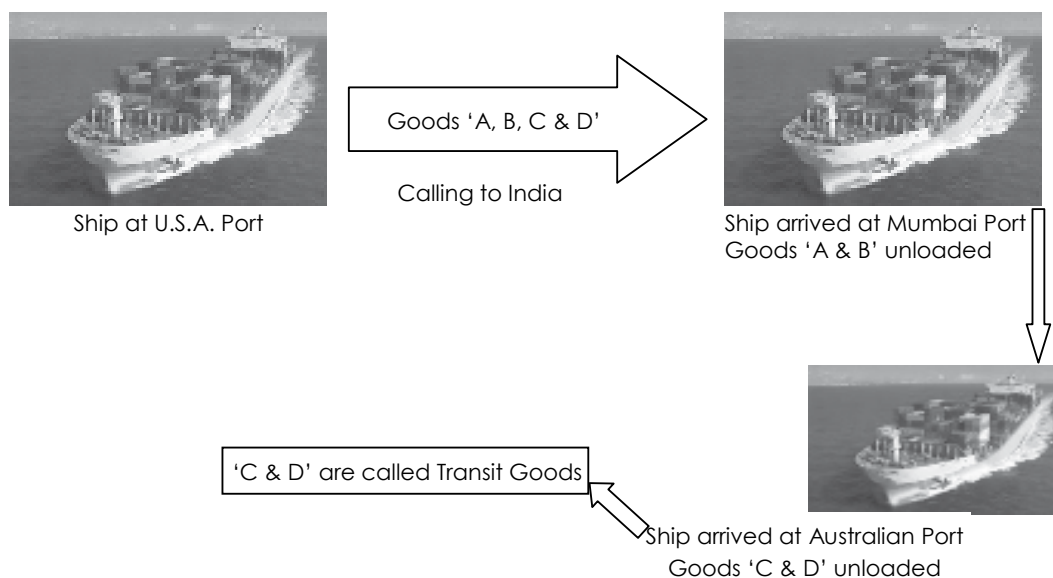 Goods ‘A, B, C & D’
Calling to India
Ship at U.S.A. Port
Ship arrived at Mumbai Port
Goods ‘A & B’ unloaded
‘C & D’ are called Transit Goods
Ship arrived at Australian Port
Goods ‘C & D’ unloaded